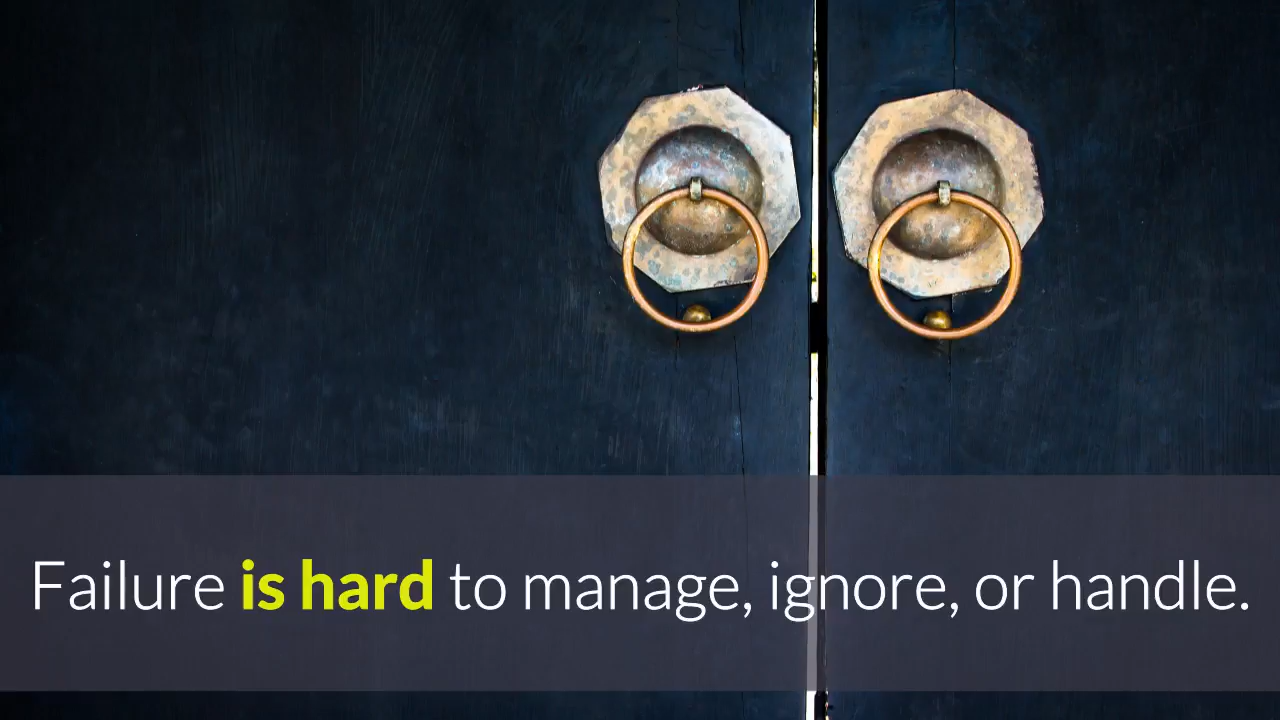 Failure is hard to manage, ignore, or handle.